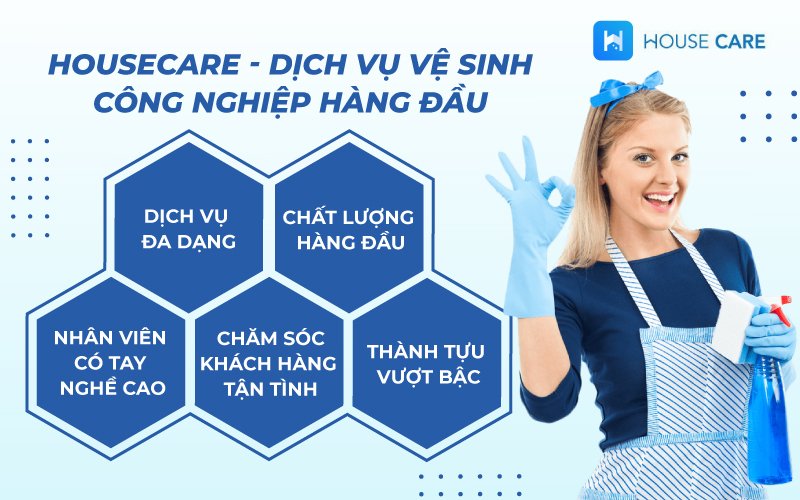 HOUSE CARE
HOUSECARE - DỊCH VỤ VỆ SINH
CÔNG NGHIỆP HÀNG ĐẦU
DỊCH VỤ
ĐA DẠNG
CHẤT LƯỢNG
HÀNG ĐẦU
NHÂN VIÊN
CÓ TAY
NGHỀ CAO
CHĂM SÓC
KHÁCH HÀNG
TẬN TÌNH
THÀNH TỰU
VƯỢT BẬC